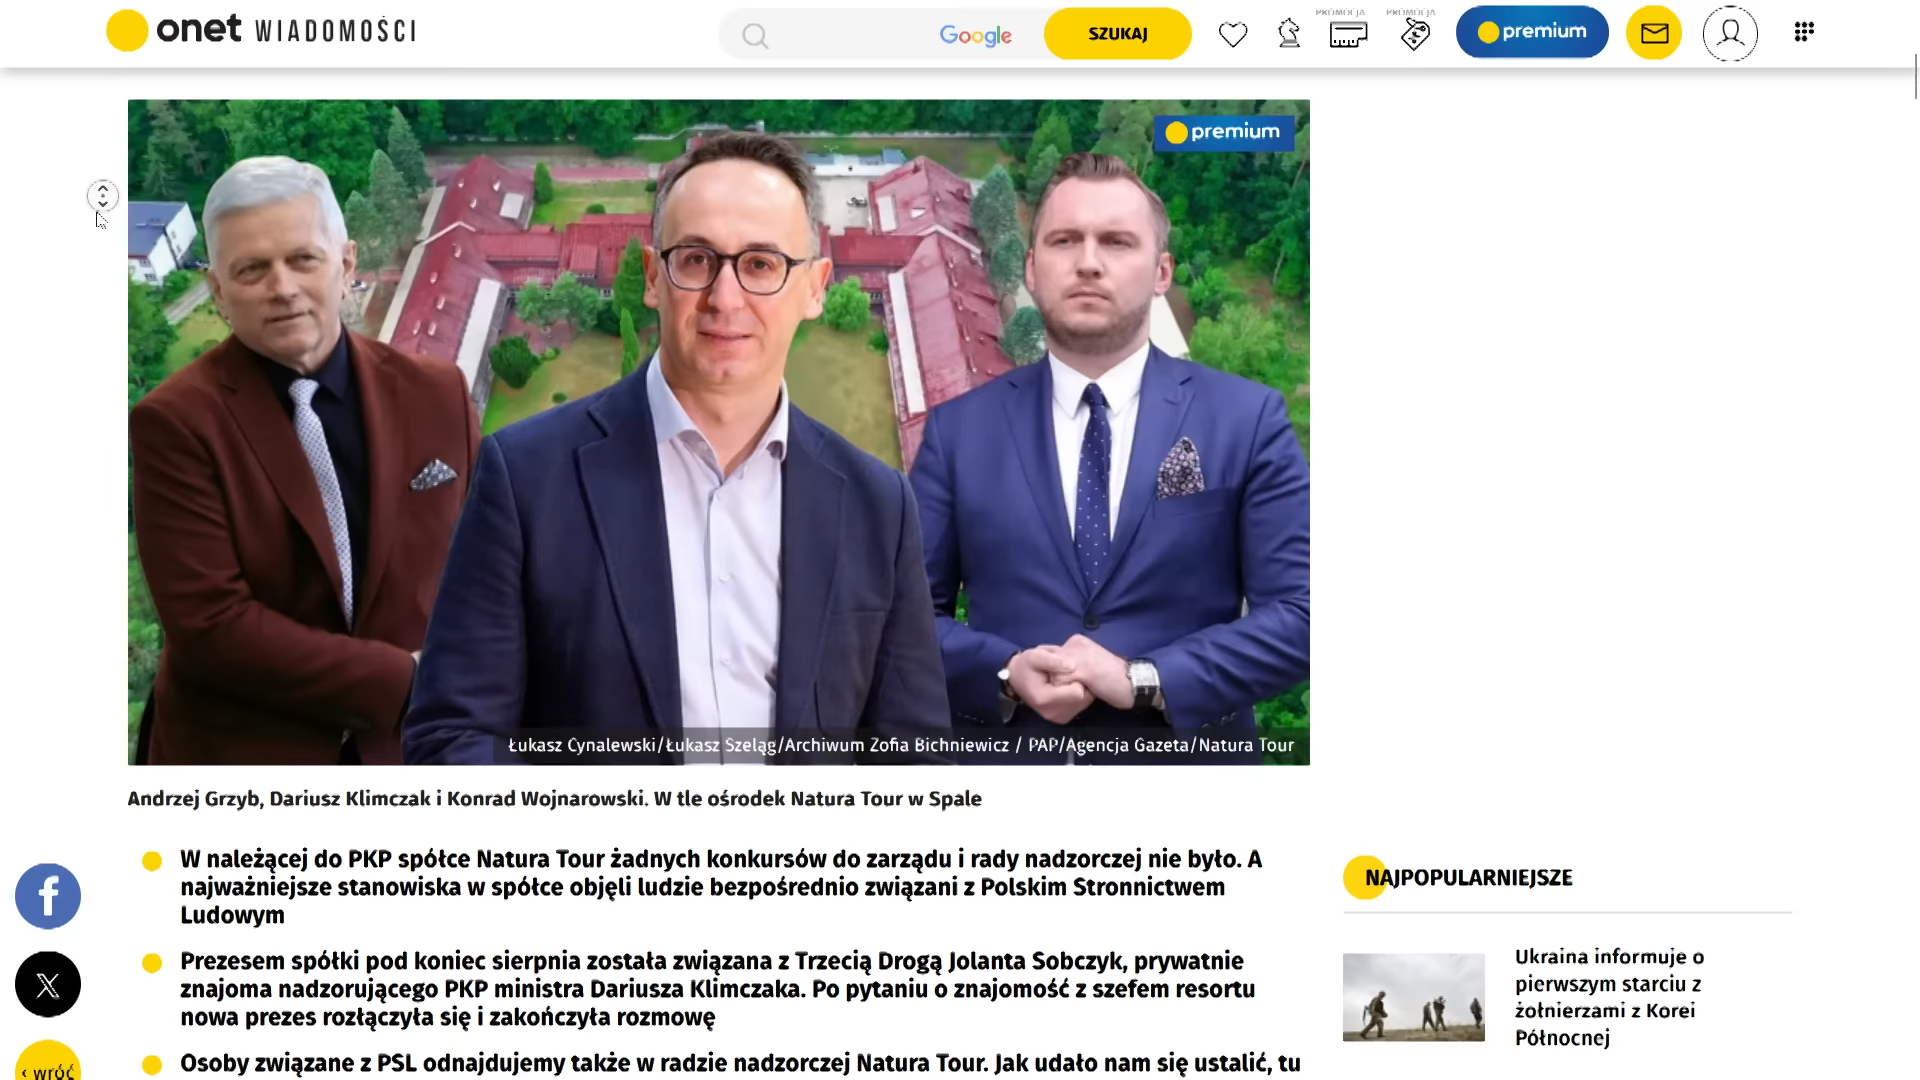 onet WIADOMOŚCI
Google
SZUKAJ
PROMOCJA
PROMOCJA
premium
premium
Łukasz Cynalewski/Łukasz Szeląg/Archiwum Zofia Bichniewicz / PAP/Agencja Gazeta/Natura Tour
Andrzej Grzyb, Dariusz Klimczak i Konrad Wojnarowski. W tle ośrodek Natura Tour w Spale
W należącej do PKP spółce Natura Tour żadnych konkursów do zarządu i rady nadzorczej nie było. A
najważniejsze stanowiska w spółce objęli ludzie bezpośrednio związani z Polskim Stronnictwem
Ludowym
Prezesem spółki pod koniec sierpnia została związana z Trzecią Drogą Jolanta Sobczyk, prywatnie
znajoma nadzorującego PKP ministra Dariusza Klimczaka. Po pytaniu o znajomość z szefem resortu
nowa prezes rozłączyła się i zakończyła rozmowę
Osoby związane z PSL odnajdujemy także w radzie nadzorczej Natura Tour. Jak udało nam się ustalić, tu
‹ wróć
NAJPOPULARNIEJSZE
Ukraina informuje o
pierwszym starciu z
żołnierzami z Korei
Północnej